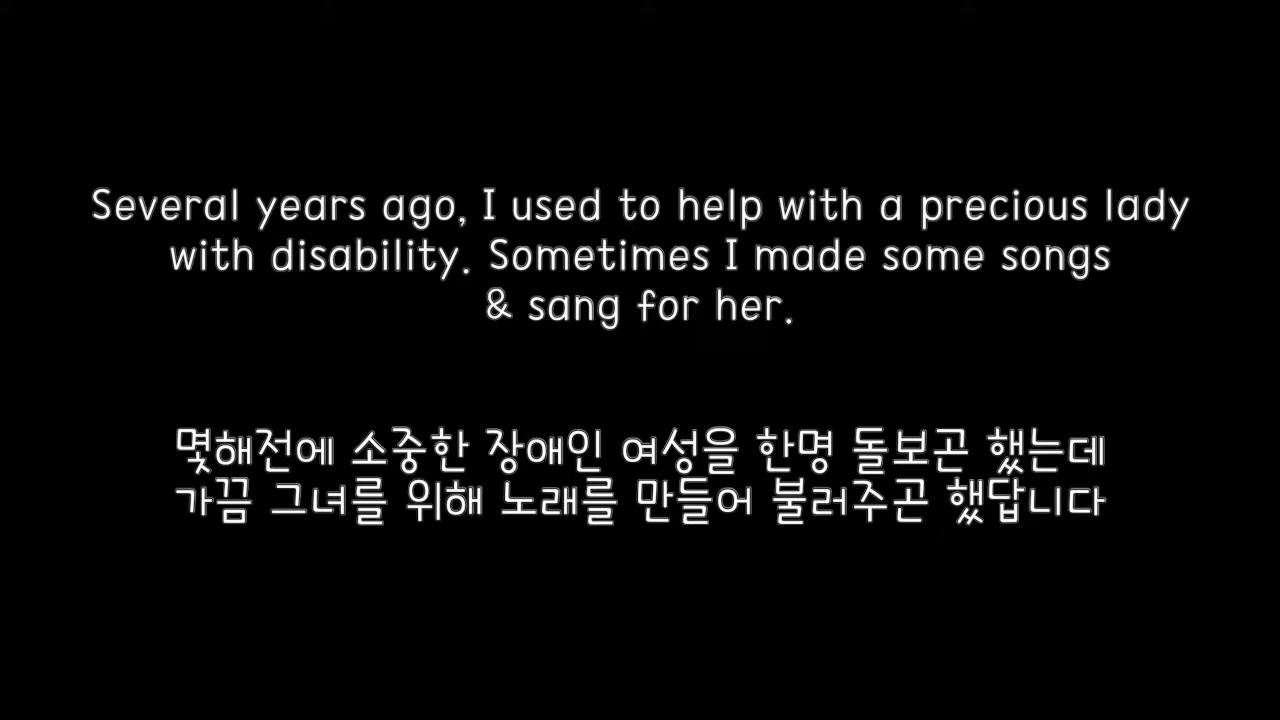 Several years ago, I used to help with a precious lady
with disability. Sometimes I made some songs
& sang for her.
몇해전에 소중한 장애인 여성을 한명 돌보곤 했는데
가끔 그녀를 위해 노래를 만들어 불러주곤 했답니다